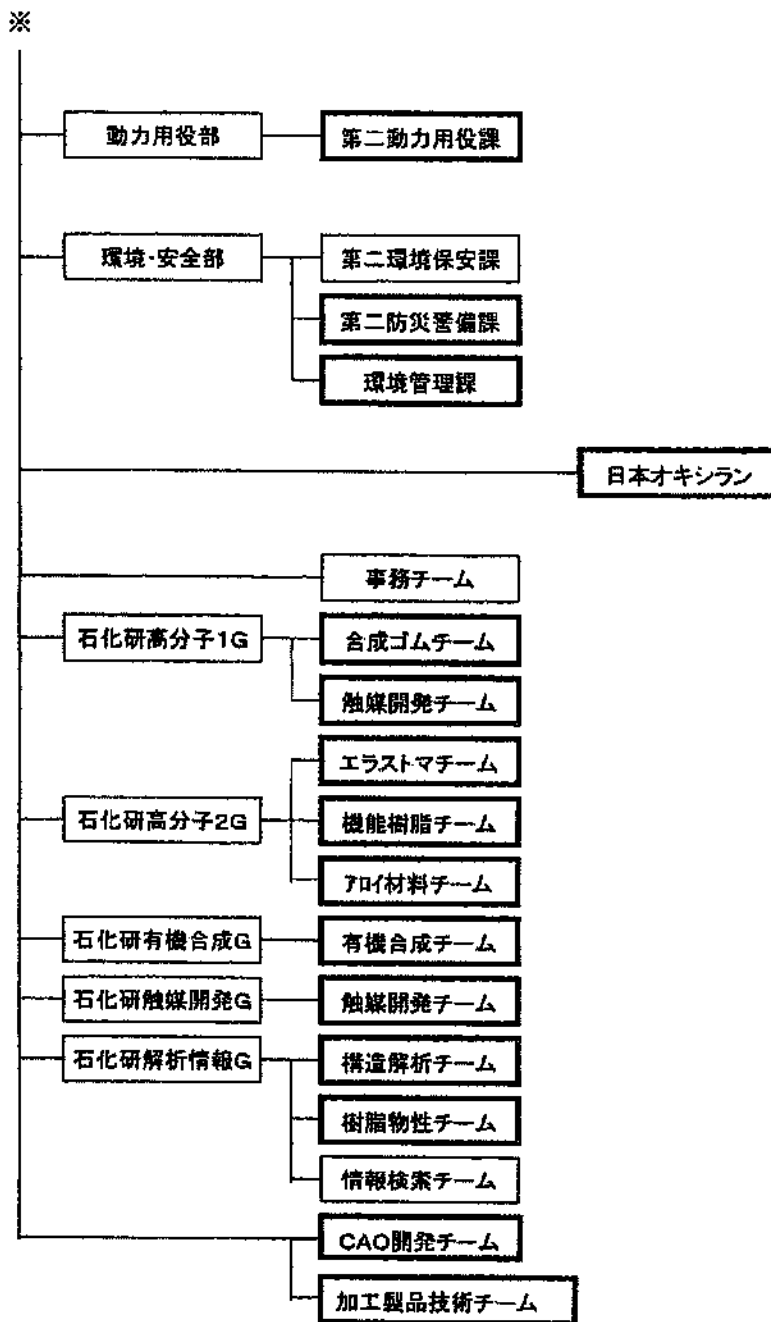 ※
動力用役部
第二動力用役課
環境・安全部
第二環境保安課
第二防災警備課
環境管理課
日本オキシラン
事務チーム
石化研高分子1G
合成ゴムチーム
触媒開発チーム
エラストマチーム
石化研高分子2G
機能樹脂チーム
アロイ材料チーム
石化研有機合成G
有機合成チーム
石化研触媒開発G
触媒開発チーム
石化研解析情報G
構造解析チーム
樹脂物性チーム
情報検索チーム
CAO開発チーム
加工製品技術チーム